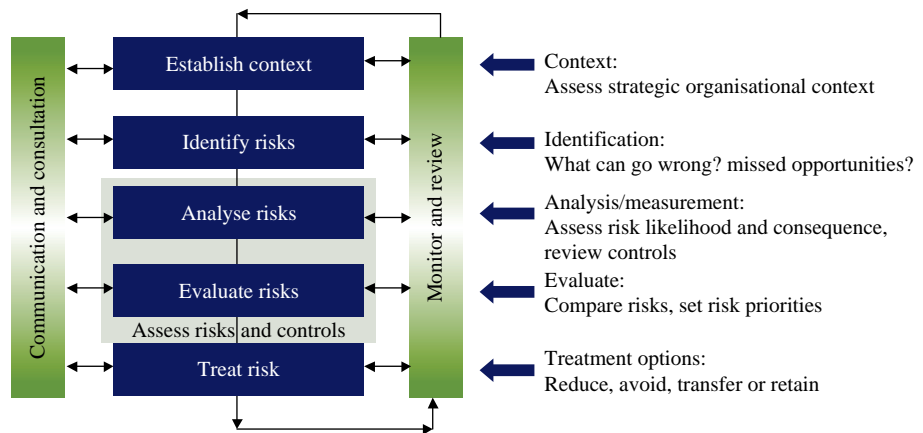 Communication and consultation
Establish context
Identify risks
Analyse risks
Evaluate risks
Assess risks and controls
Treat risk
Monitor and review
Context:
Assess strategic organisational context
Identification:
What can go wrong? missed opportunities?
Analysis/measurement:
Assess risk likelihood and consequence,
review controls
Evaluate:
Compare risks, set risk priorities
Treatment options:
Reduce, avoid, transfer or retain